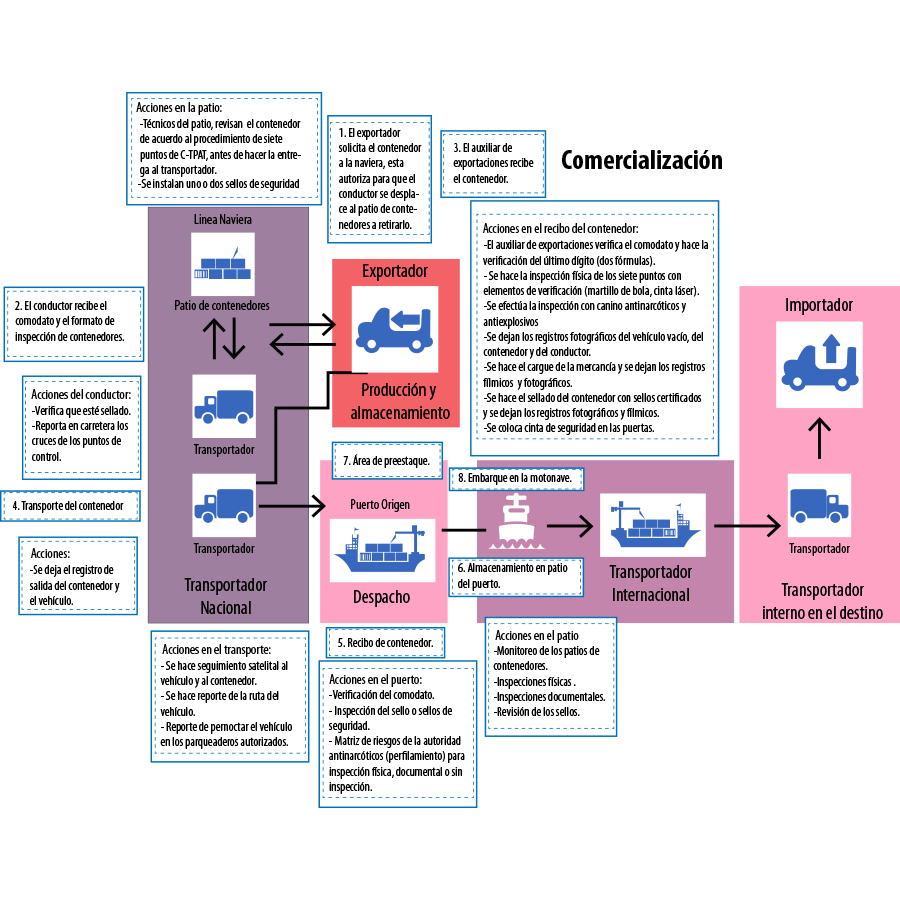 Acciones en la patio:
-Técnicos del patio, revisan el contenedor
de acuerdo al procedimiento de siete
puntos de C-TPAT, antes de hacer la entre-
ga al transportador.
-Se instalan uno o dos sellos de seguridad
1. El exportador
solicita el contenedor
a la naviera, esta
autoriza para que el
conductor se despla-
ce al patio de conte-
nedores a retirarlo.
3. El auxiliar de
exportaciones recibe
el contenedor.
Comercialización
Linea Naviera
Patio de contenedores
2. El conductor recibe el
comodato y el formato de
inspección de contenedores.
Exportador
Producción y
almacenamiento
Acciones en el recibo del contenedor:
-El auxiliar de exportaciones verifica el comodato y hace la
verificación del último dígito (dos fórmulas).
- Se hace la inspección física de los siete puntos con
elementos de verificación (martillo de bola, cinta láser).
-Se efectúa la inspección con canino antinarcóticos y
antiexplosivos
-Se dejan los registros fotográficos del vehículo vacío, del
contenedor y del conductor.
-Se hace el cargue de la mercancía y se dejan los registros
fílmicos y fotográficos.
-Se hace el sellado del contenedor con sellos certificados
y se dejan los registros fotográficos y fílmicos.
-Se coloca cinta de seguridad en las puertas.
Importador
Acciones del conductor:
-Verifica que esté sellado.
-Reporta en carretera los
cruces de los puntos de
control.
Transportador
7. Área de preestaque.
8. Embarque en la motonave.
4. Transporte del contenedor
Puerto Origen
Transportador
Transportador
Acciones:
-Se deja el registro de
salida del contenedor y
el vehículo.
Transportador
Nacional
Despacho
6. Almacenamiento en patio
del puerto.
Transportador
Internacional
Transportador
interno en el destino
Acciones en el transporte:
- Se hace seguimiento satelital al
vehículo y al contenedor.
- Se hace reporte de la ruta del
vehículo.
- Reporte de pernoctar el vehículo
en los parqueaderos autorizados.
5. Recibo de contenedor.
Acciones en el puerto:
-Verificación del comodato.
- Inspección del sello o sellos de
seguridad.
- Matriz de riesgos de la autoridad
antinarcóticos (perfilamiento) para
inspección física, documental o sin
inspección.
Acciones en el patio
-Monitoreo de los patios de
contenedores.
-Inspecciones físicas .
-Inspecciones documentales.
-Revisión de los sellos.